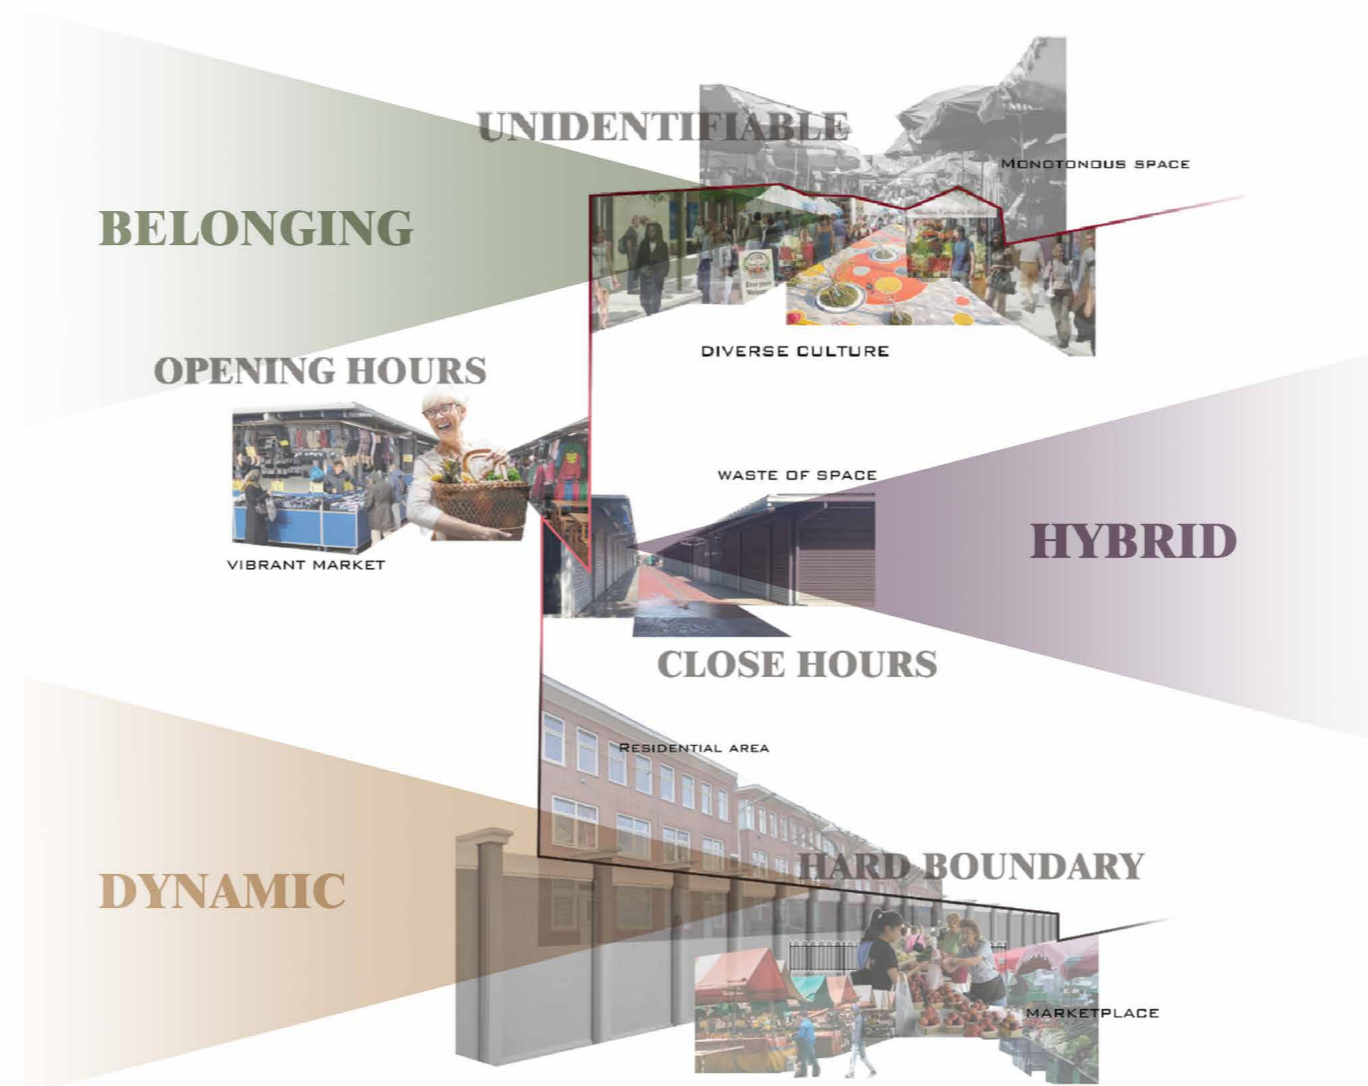 UNIDENTIFIABLE
MONOTONOUS SPACE
BELONGING
DIVERSE CULTURE
OPENING HOURS
WASTE OF SPACE
HYBRID
VIBRANT MARKET
CLOSE HOURS
RESIDENTIAL AREA
HARD BOUNDARY
DYNAMIC
MARKETPLACE